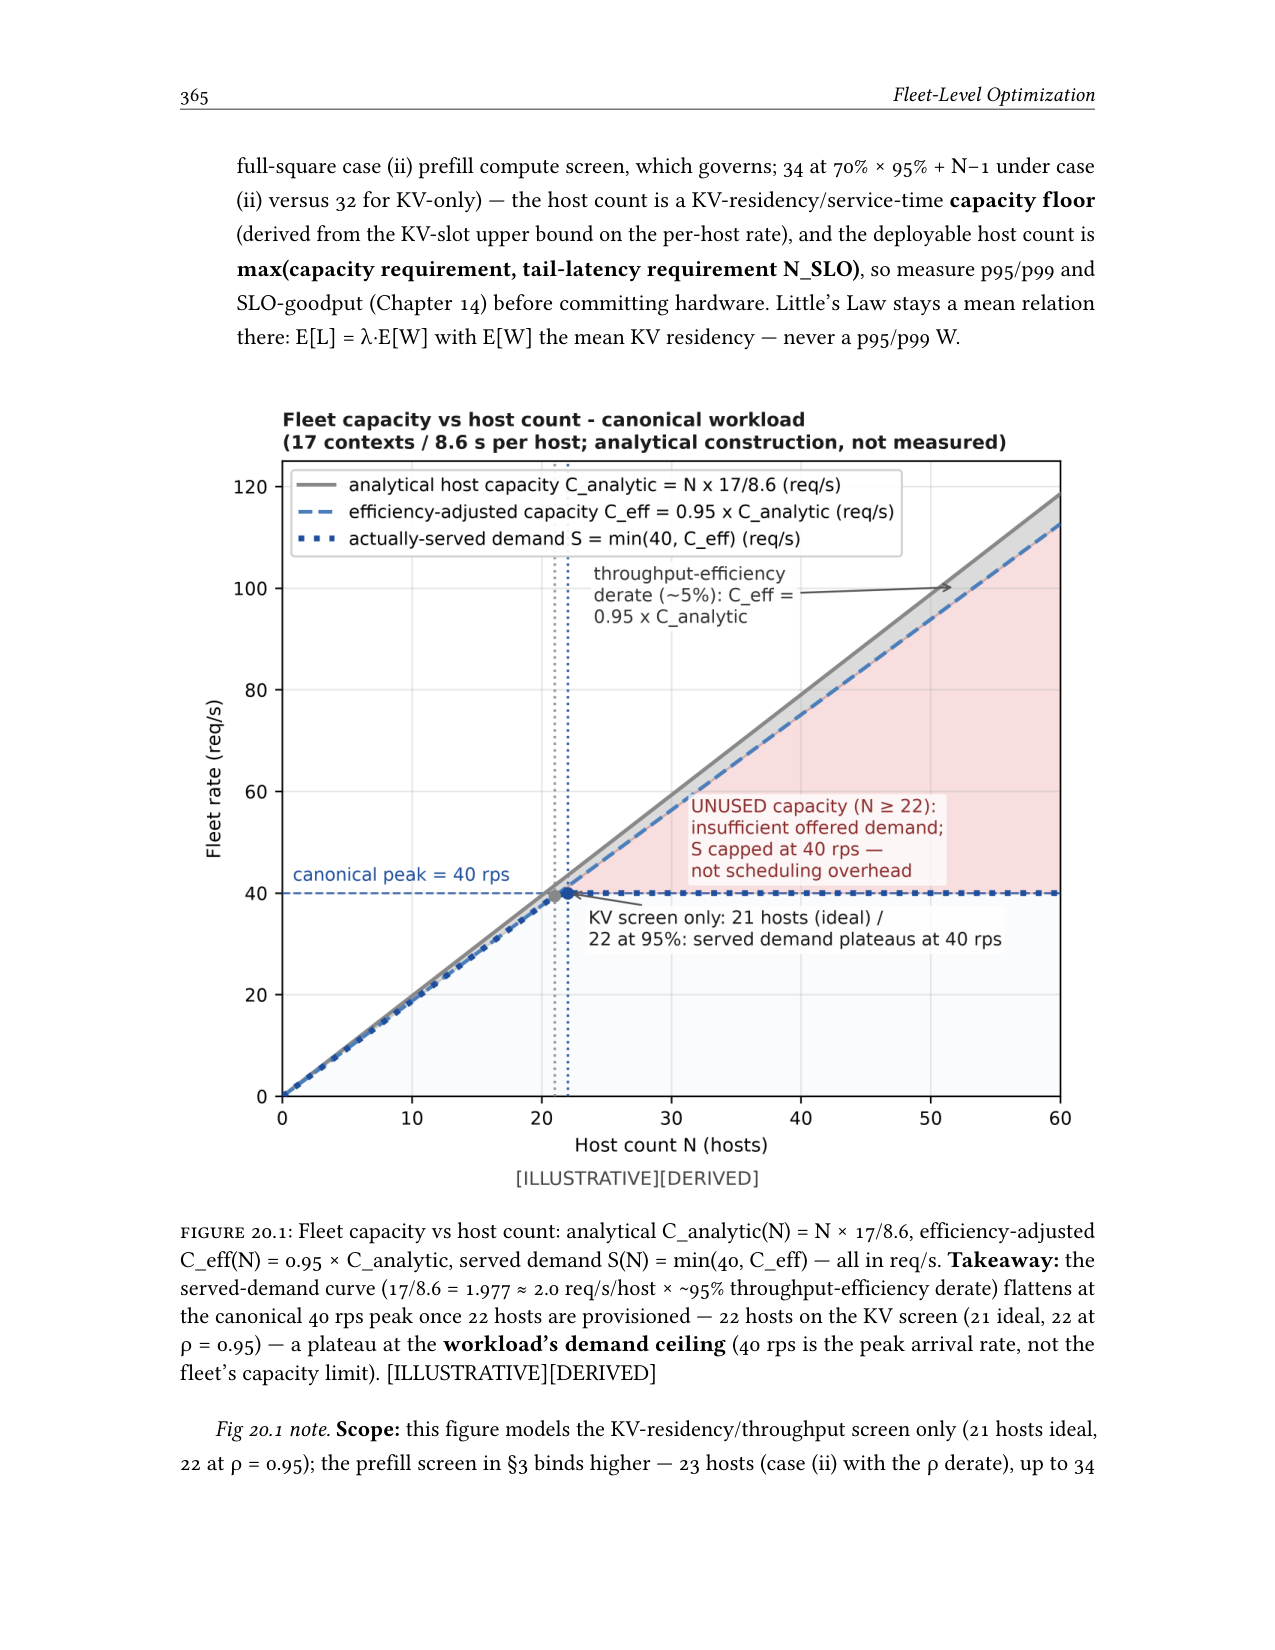 365 Fleet-Level Optimization
full-square case (ii) prefill compute screen, which governs; 34 at 70% × 95% + N−1 under case
(ii) versus 32 for KV-only) — the host count is a KV-residency/service-time capacity floor
(derived from the KV-slot upper bound on the per-host rate), and the deployable host count is
max(capacity requirement, tail-latency requirement N_SLO), so measure p95/p99 and
SLO-goodput (Chapter 14) before committing hardware. Little's Law stays a mean relation
there: E[L] = λ·E[W] with E[W] the mean KV residency — never a p95/p99 W.
Fleet capacity vs host count - canonical workload
(17 contexts / 8.6 s per host; analytical construction, not measured)
analytical host capacity C_analytic = N x 17/8.6 (req/s)
efficiency-adjusted capacity C_eff = 0.95 x C_analytic (req/s)
actually-served demand S = min(40, C_eff) (req/s)
throughput-efficiency
derate (~5%): C_eff =
0.95 x C_analytic
UNUSED capacity (N ≥ 22):
insufficient offered demand;
S capped at 40 rps —
not scheduling overhead
canonical peak = 40 rps
KV screen only: 21 hosts (ideal) /
22 at 95%: served demand plateaus at 40 rps
Fleet rate (req/s)
120
100
80
60
40
20
0
0 10 20 30 40 50 60
Host count N (hosts)
[ILLUSTRATIVE][DERIVED]
FIGURE 20.1: Fleet capacity vs host count: analytical C_analytic(N) = N × 17/8.6, efficiency-adjusted
C_eff(N) = 0.95 × C_analytic, served demand S(N) = min(40, C_eff) — all in req/s. Takeaway: the
served-demand curve (17/8.6 = 1.977 ≈ 2.0 req/s/host × ~95% throughput-efficiency derate) flattens at
the canonical 40 rps peak once 22 hosts are provisioned — 22 hosts on the KV screen (21 ideal, 22 at
ρ = 0.95) — a plateau at the workload's demand ceiling (40 rps is the peak arrival rate, not the
fleet's capacity limit). [ILLUSTRATIVE][DERIVED]
Fig 20.1 note. Scope: this figure models the KV-residency/throughput screen only (21 hosts ideal,
22 at ρ = 0.95); the prefill screen in §3 binds higher — 23 hosts (case (ii) with the ρ derate), up to 34